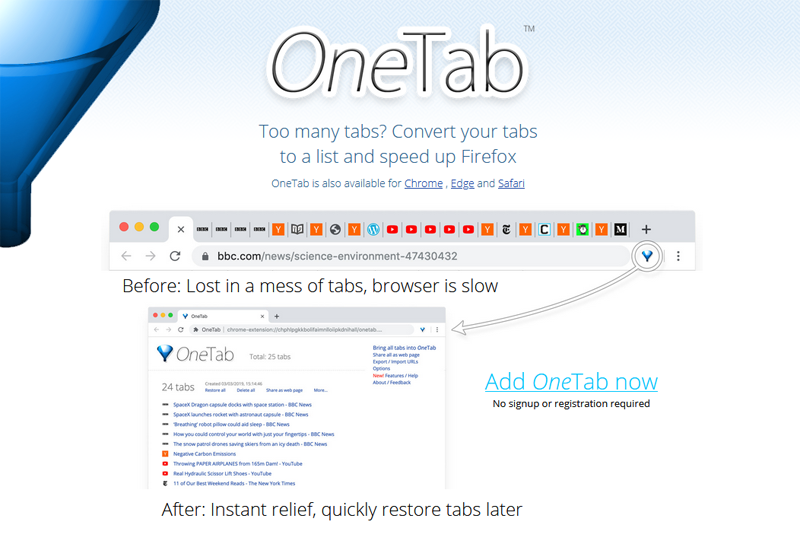 OneTab™
Too many tabs? Convert your tabs
to a list and speed up Firefox
OneTab is also available for Chrome , Edge and Safari
bbc.com/news/science-environment-47430432
Before: Lost in a mess of tabs, browser is slow
OneTab
OneTab
OneTab
Total: 25 tabs
Bring all tabs into OneTab
Share all as web page
Export / Import URLs
Options
New! Features / Help
About / Feedback
24 tabs
Created 03/03/2019, 15:14:46
Restore all Delete all Share as web page More...
SpaceX Dragon capsule docks with space station - BBC News
SpaceX launches rocket with astronaut capsule - BBC News
'Breathing' robot pillow could aid sleep - BBC News
How you could control your world with just your fingertips - BBC News
The snow patrol drones saving skiers from an icy death - BBC News
Negative Carbon Emissions
Throwing PAPER AIRPLANES from 165m Dam! - YouTube
Real Hydraulic Scissor Lift Shoes - YouTube
11 of Our Best Weekend Reads - The New York Times
Add OneTab now
No signup or registration required
After: Instant relief, quickly restore tabs later